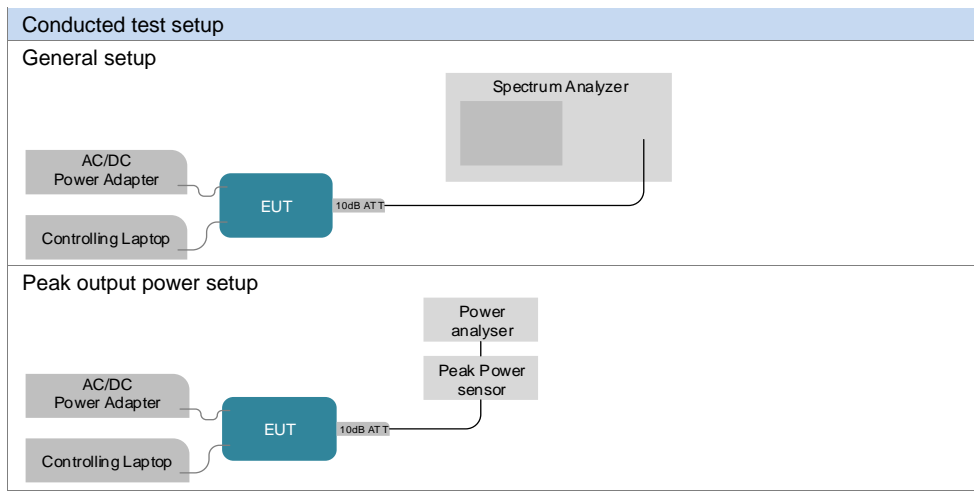 Conducted test setup
General setup
Spectrum Analyzer
AC/DC
Power Adapter
EUT
10dB ATT
Controlling Laptop
Peak output power setup
Power
analyser
Peak Power
sensor
AC/DC
Power Adapter
EUT
10dB ATT
Controlling Laptop